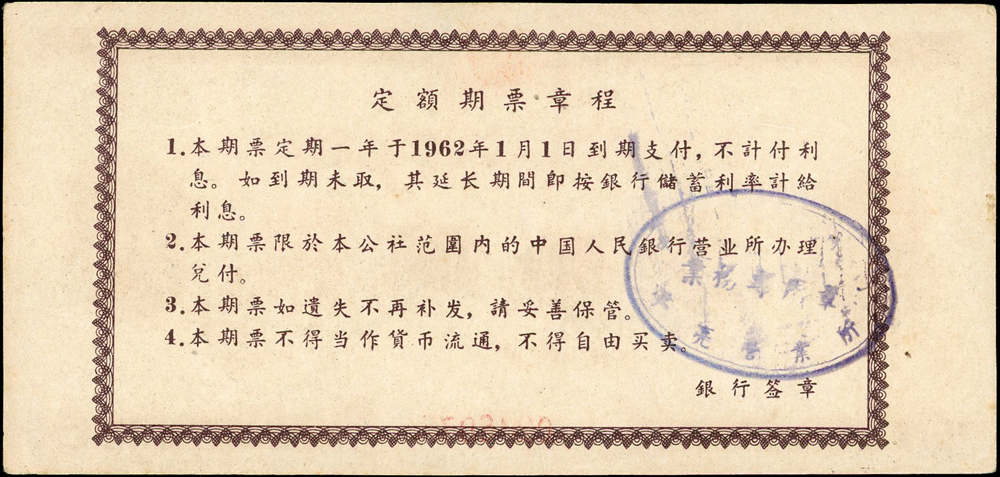 定額期票章程
1.本期票定期一年于1962年1月1日到期支付，不計付利
息。如到期未取，其延长期間即按銀行儲蓄利率計給
利息。
2.本期票限於本公社范圍内的中国人民銀行营业所办理
兌付。
3.本期票如遺失不再补发，請妥善保管。
4.本期票不得当作貨币流通，不得自由买卖。
銀行签章